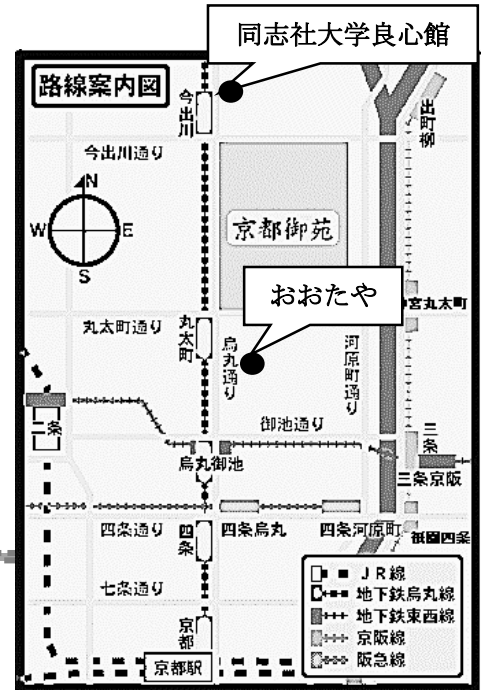 同志社大学良心館
路線案内図
今出川
出町柳
今出川通り
N
W E
S
京都御苑
おおたや
宮丸太町
丸太町通り
丸太町
烏丸通り
河原町通り
御池通り
二条
三条
烏丸御池
三条京阪
四条通り
四条
四条烏丸
四条河原町
祇園四条
七条通り
京都
京都駅
JR線
地下鉄烏丸線
地下鉄東西線
京阪線
阪急線